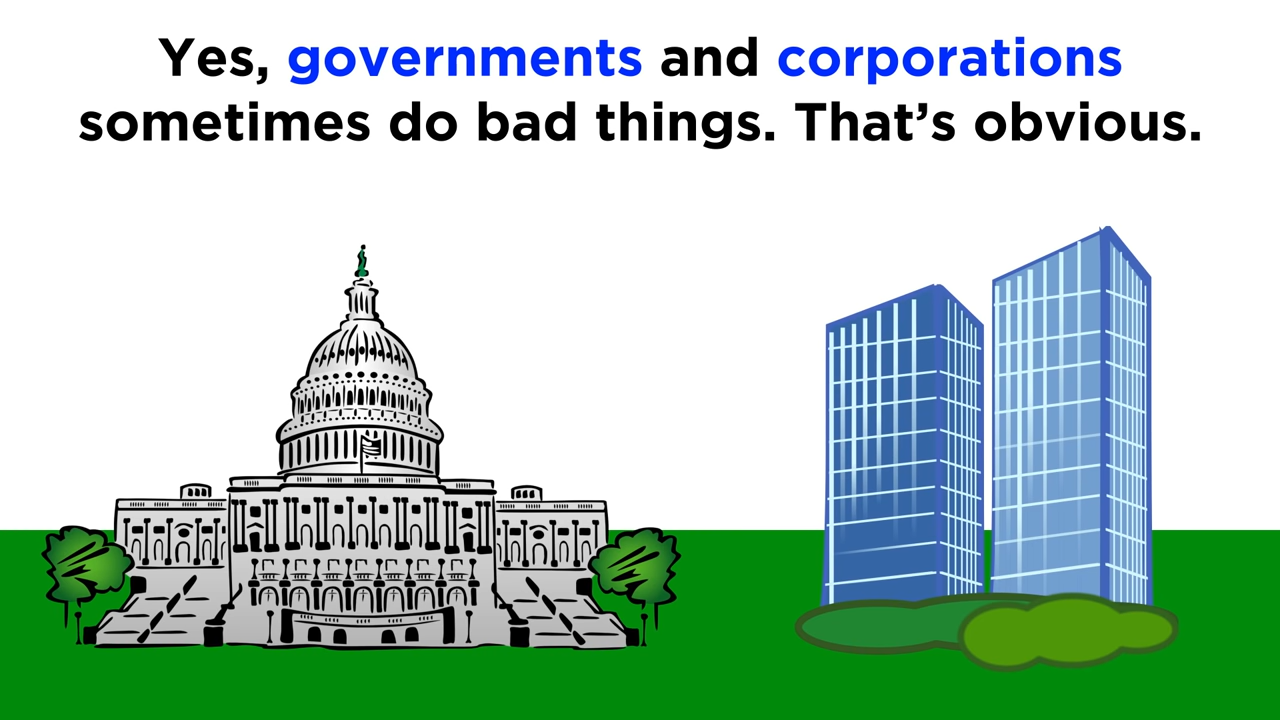 Yes, governments and corporations
sometimes do bad things. That’s obvious.